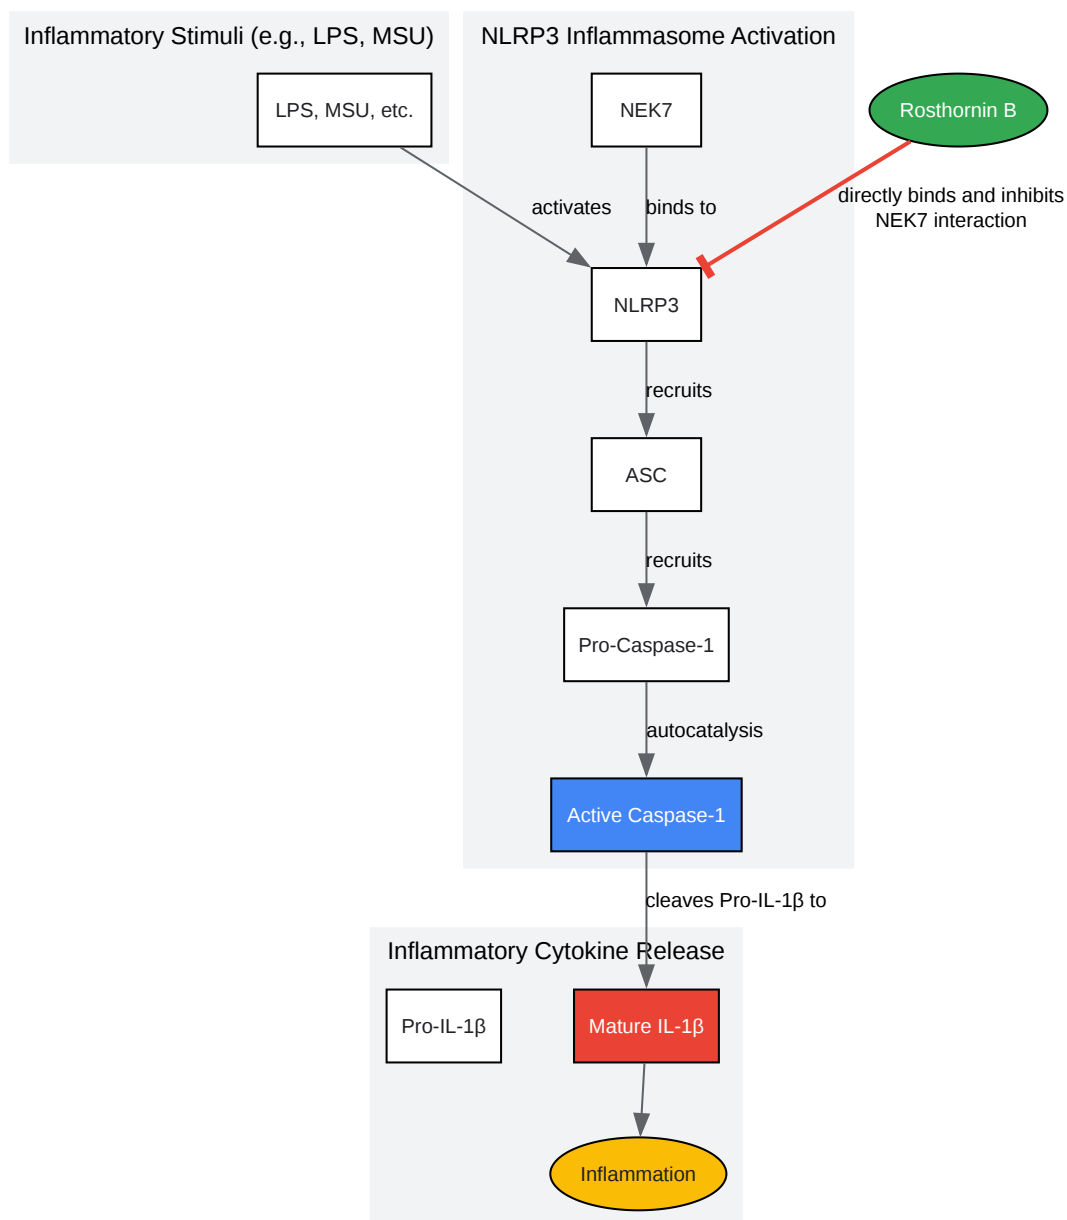 Inflammatory Stimuli (e.g., LPS, MSU)
NLRP3 Inflammasome Activation
LPS, MSU, etc.
NEK7
Rosthornin B
activates
binds to
directly binds and inhibits
NEK7 interaction
NLRP3
recruits
ASC
recruits
Pro-Caspase-1
autocatalysis
Active Caspase-1
cleaves Pro-IL-1β to
Inflammatory Cytokine Release
Pro-IL-1β
Mature IL-1β
Inflammation